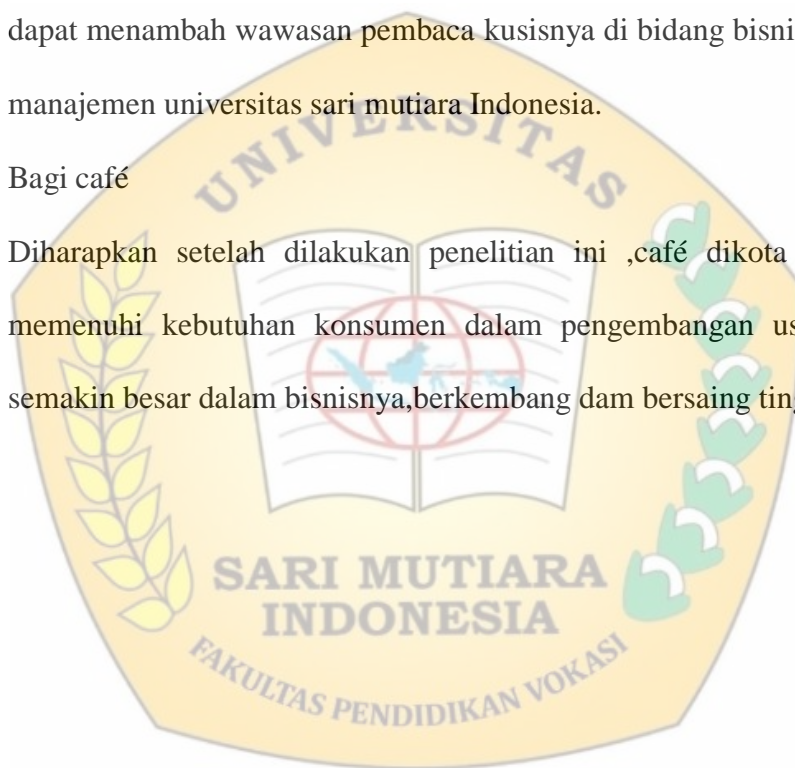 dapat menambah wawasan pembaca kusisnya di bidang bisni
manajemen universitas sari mutiara Indonesia.
UNIVERSITAS
Bagi café
Diharapkan setelah dilakukan penelitian ini ,café dikota
memenuhi kebutuhan konsumen dalam pengembangan us
semakin besar dalam bisnisnya,berkembang dam bersaing ting
SARI MUTIARA
INDONESIA
FAKULTAS PENDIDIKAN VOKASI